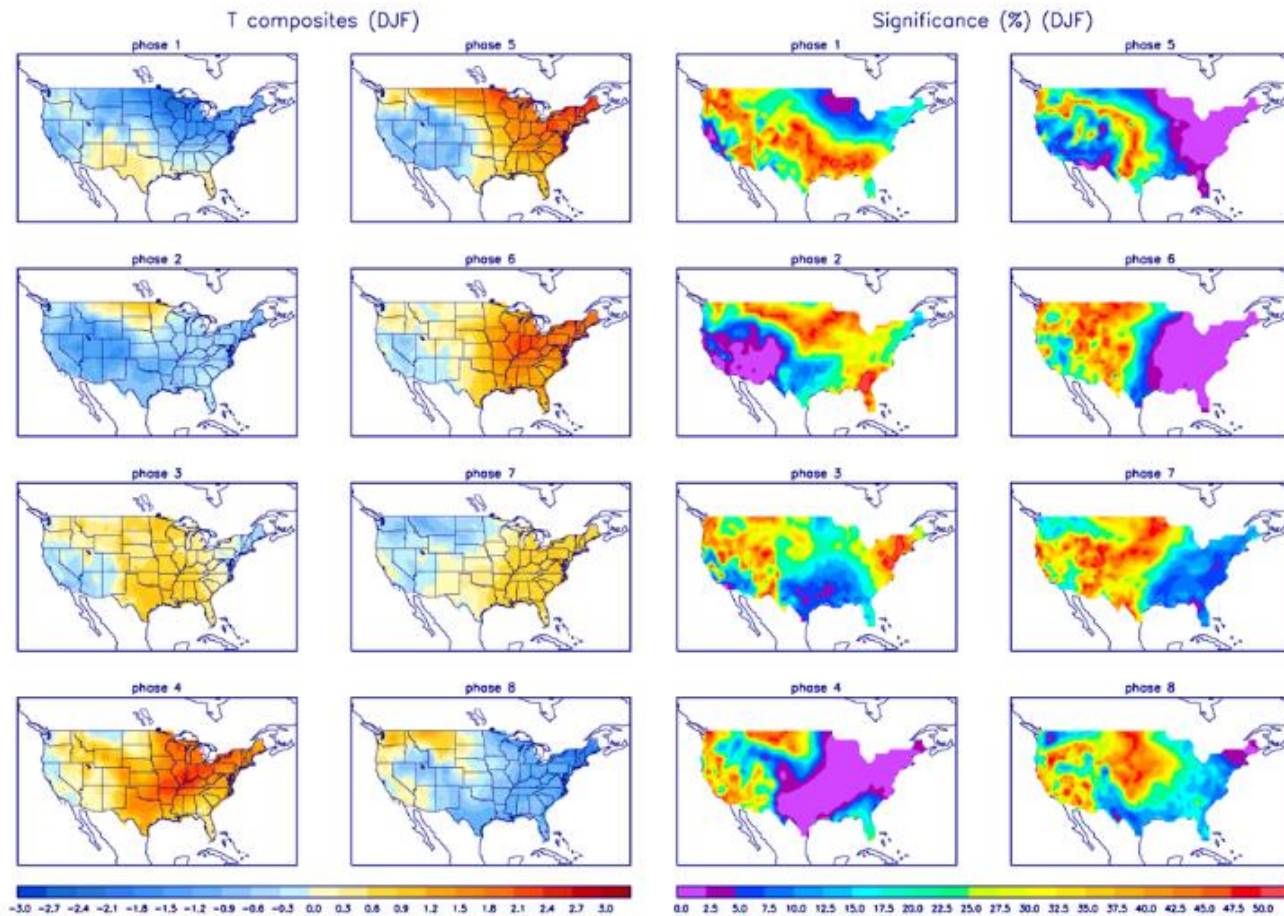 T composites (DJF)
Significance (%) (DJF)
phase 1
phase 5
phase 1
phase 5
phase 2
phase 6
phase 2
phase 6
phase 3
phase 7
phase 3
phase 7
phase 4
phase 8
phase 4
phase 8
-3.0 -2.7 -2.4 -2.1 -1.8 -1.5 -1.2 -0.9 -0.6 -0.3 0.0 0.3 0.6 0.9 1.2 1.5 1.8 2.1 2.4 2.7 3.0
0.0 2.5 5.0 7.5 10.0 12.5 15.0 17.5 20.0 22.5 25.0 27.5 30.0 32.5 35.0 37.5 40.0 42.5 45.0 47.5 50.0